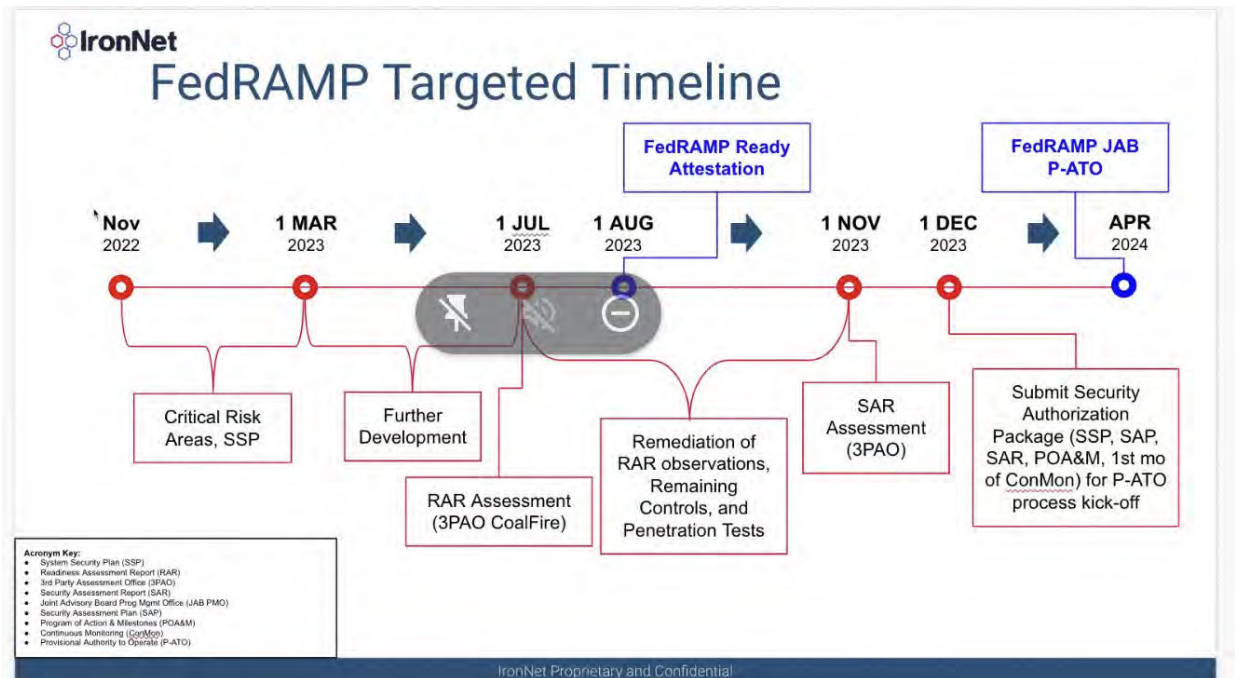 IronNet
FedRAMP Targeted Timeline
FedRAMP Ready
Attestation
FedRAMP JAB
P-ATO
Nov
2022
1 MAR
2023
1 JUL
2023
1 AUG
2023
1 NOV
2023
1 DEC
2023
APR
2024
Critical Risk
Areas, SSP
Further
Development
RAR Assessment
(3PAO CoalFire)
Remediation of
RAR observations,
Remaining
Controls, and
Penetration Tests
SAR
Assessment
(3PAO)
Submit Security
Authorization
Package (SSP, SAP,
SAR, POA&M, 1st mo
of ConMon) for P-ATO
process kick-off
Acronym Key:
● System Security Plan (SSP)
● Readiness Assessment Report (RAR)
● 3rd Party Assessment Office (3PAO)
● Security Assessment Report (SAR)
● Joint Advisory Board Prog Mgmt Office (JAB PMO)
● Security Assessment Plan (SAP)
● Program of Action & Milestones (POA&M)
● Continuous Monitoring (ConMon)
● Provisional Authority to Operate (P-ATO)
IronNet Proprietary and Confidential